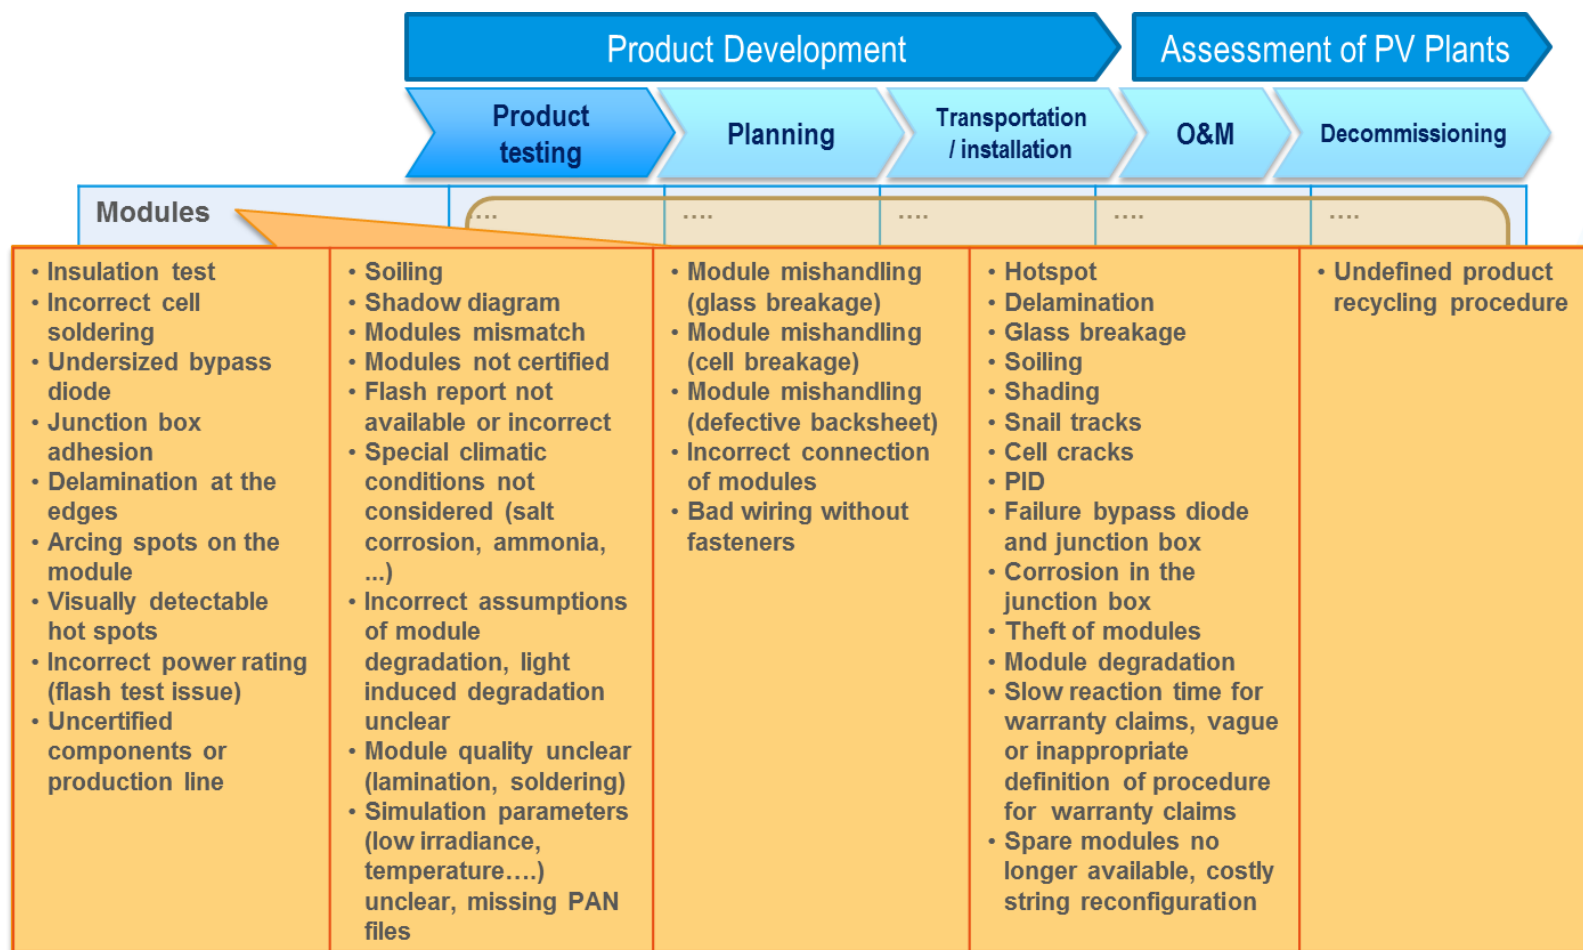 Product Development
Assessment of PV Plants
Product
testing
Planning
Transportation
/ installation
O&M
Decommissioning
Modules
....
....
....
....
....
• Insulation test
• Incorrect cell
soldering
• Undersized bypass
diode
• Junction box
adhesion
• Delamination at the
edges
• Arcing spots on the
module
• Visually detectable
hot spots
• Incorrect power rating
(flash test issue)
• Uncertified
components or
production line
• Soiling
• Shadow diagram
• Modules mismatch
• Modules not certified
• Flash report not
available or incorrect
• Special climatic
conditions not
considered (salt
corrosion, ammonia,
...)
• Incorrect assumptions
of module
degradation, light
induced degradation
unclear
• Module quality unclear
(lamination, soldering)
• Simulation parameters
(low irradiance,
temperature....)
unclear, missing PAN
files
• Module mishandling
(glass breakage)
• Module mishandling
(cell breakage)
• Module mishandling
(defective backsheet)
• Incorrect connection
of modules
• Bad wiring without
fasteners
• Hotspot
• Delamination
• Glass breakage
• Soiling
• Shading
• Snail tracks
• Cell cracks
• PID
• Failure bypass diode
and junction box
• Corrosion in the
junction box
• Theft of modules
• Module degradation
• Slow reaction time for
warranty claims, vague
or inappropriate
definition of procedure
for warranty claims
• Spare modules no
longer available, costly
string reconfiguration
• Undefined product
recycling procedure